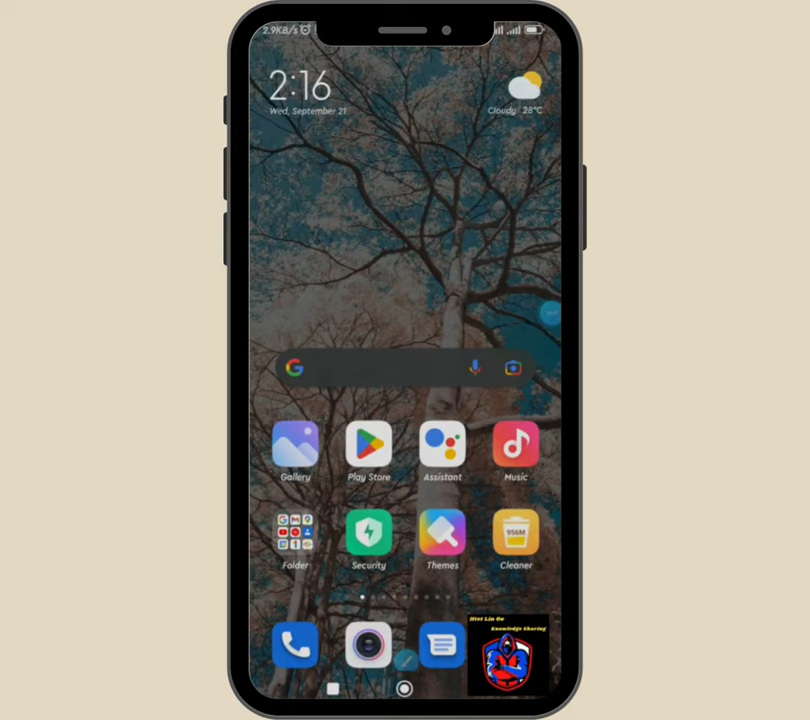 2.9KB/s
2:16
Wed, September 21
Cloudy 28°C
Gallery
Play Store
Assistant
Music
956M
Folder
Security
Themes
Cleaner
Htet Lin Oo
Knowledge Sharing